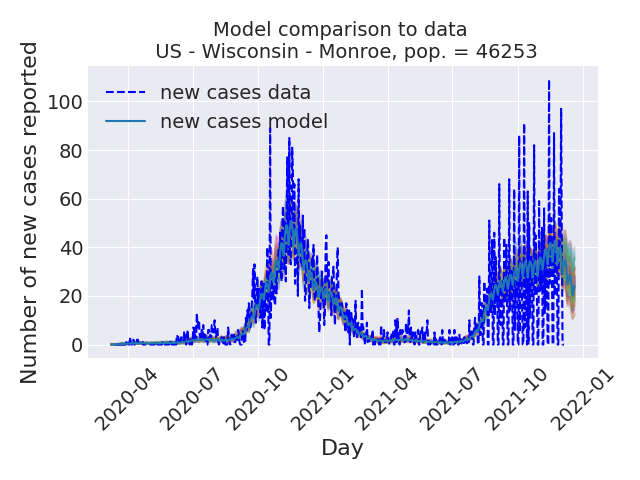 Model comparison to data
US - Wisconsin - Monroe, pop. = 46253
Number of new cases reported
100
80
60
40
20
0
new cases data
new cases model
2020-04
2020-07
2020-10
2021-01
2021-04
2021-07
2021-10
2022-01
Day